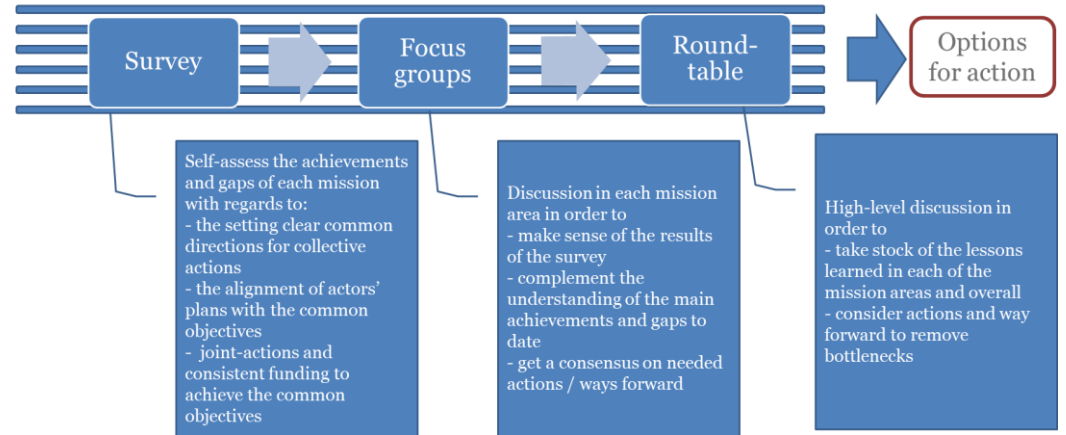 Survey
Focus
groups
Round-
table
Options
for action
Self-assess the achievements
and gaps of each mission
with regards to:
- the setting clear common
directions for collective
actions
- the alignment of actors’
plans with the common
objectives
-  joint-actions and
consistent funding to
achieve the common
objectives
Discussion in each mission
area in order to
- make sense of the results
of the survey
- complement the
understanding of the main
achievements and gaps to
date
- get a consensus on needed
actions / ways forward
High-level discussion in
order to
- take stock of the lessons
learned in each of the
mission areas and overall
- consider actions and way
forward to remove
bottlenecks